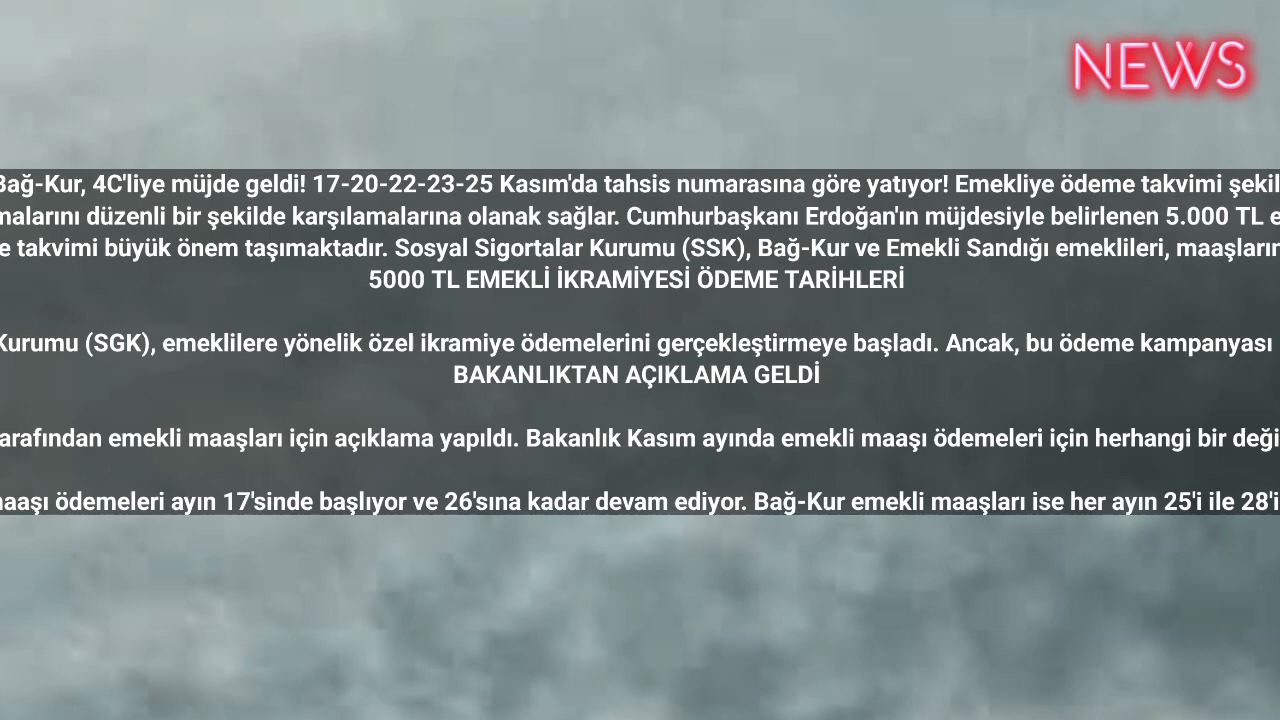 NEWS
Bağ-Kur, 4C'liye müjde geldi! 17-20-22-23-25 Kasım'da tahsis numarasına göre yatıyor! Emekliye ödeme takvimi
düzenli bir şekilde karşılamalarına olanak sağlar. Cumhurbaşkanı Erdoğan'ın müjdesiyle belirlenen 5.000 TL
takvimi büyük önem taşımaktadır. Sosyal Sigortalar Kurumu (SSK), Bağ-Kur ve Emekli Sandığı emeklileri,
5000 TL EMEKLİ İKRAMİYESİ ÖDEME TARİHLERİ
Kurumu (SGK), emeklilere yönelik özel ikramiye ödemelerini gerçekleştirmeye başladı. Ancak, bu ödeme kampanyası
BAKANLIKTAN AÇIKLAMA GELDİ
emekli maaşları için açıklama yapıldı. Bakanlık Kasım ayında emekli maaşı ödemeleri için herhangi bir
ödemeleri ayın 17'sinde başlıyor ve 26'sına kadar devam ediyor. Bağ-Kur emekli maaşları ise her ayın 25'i ile